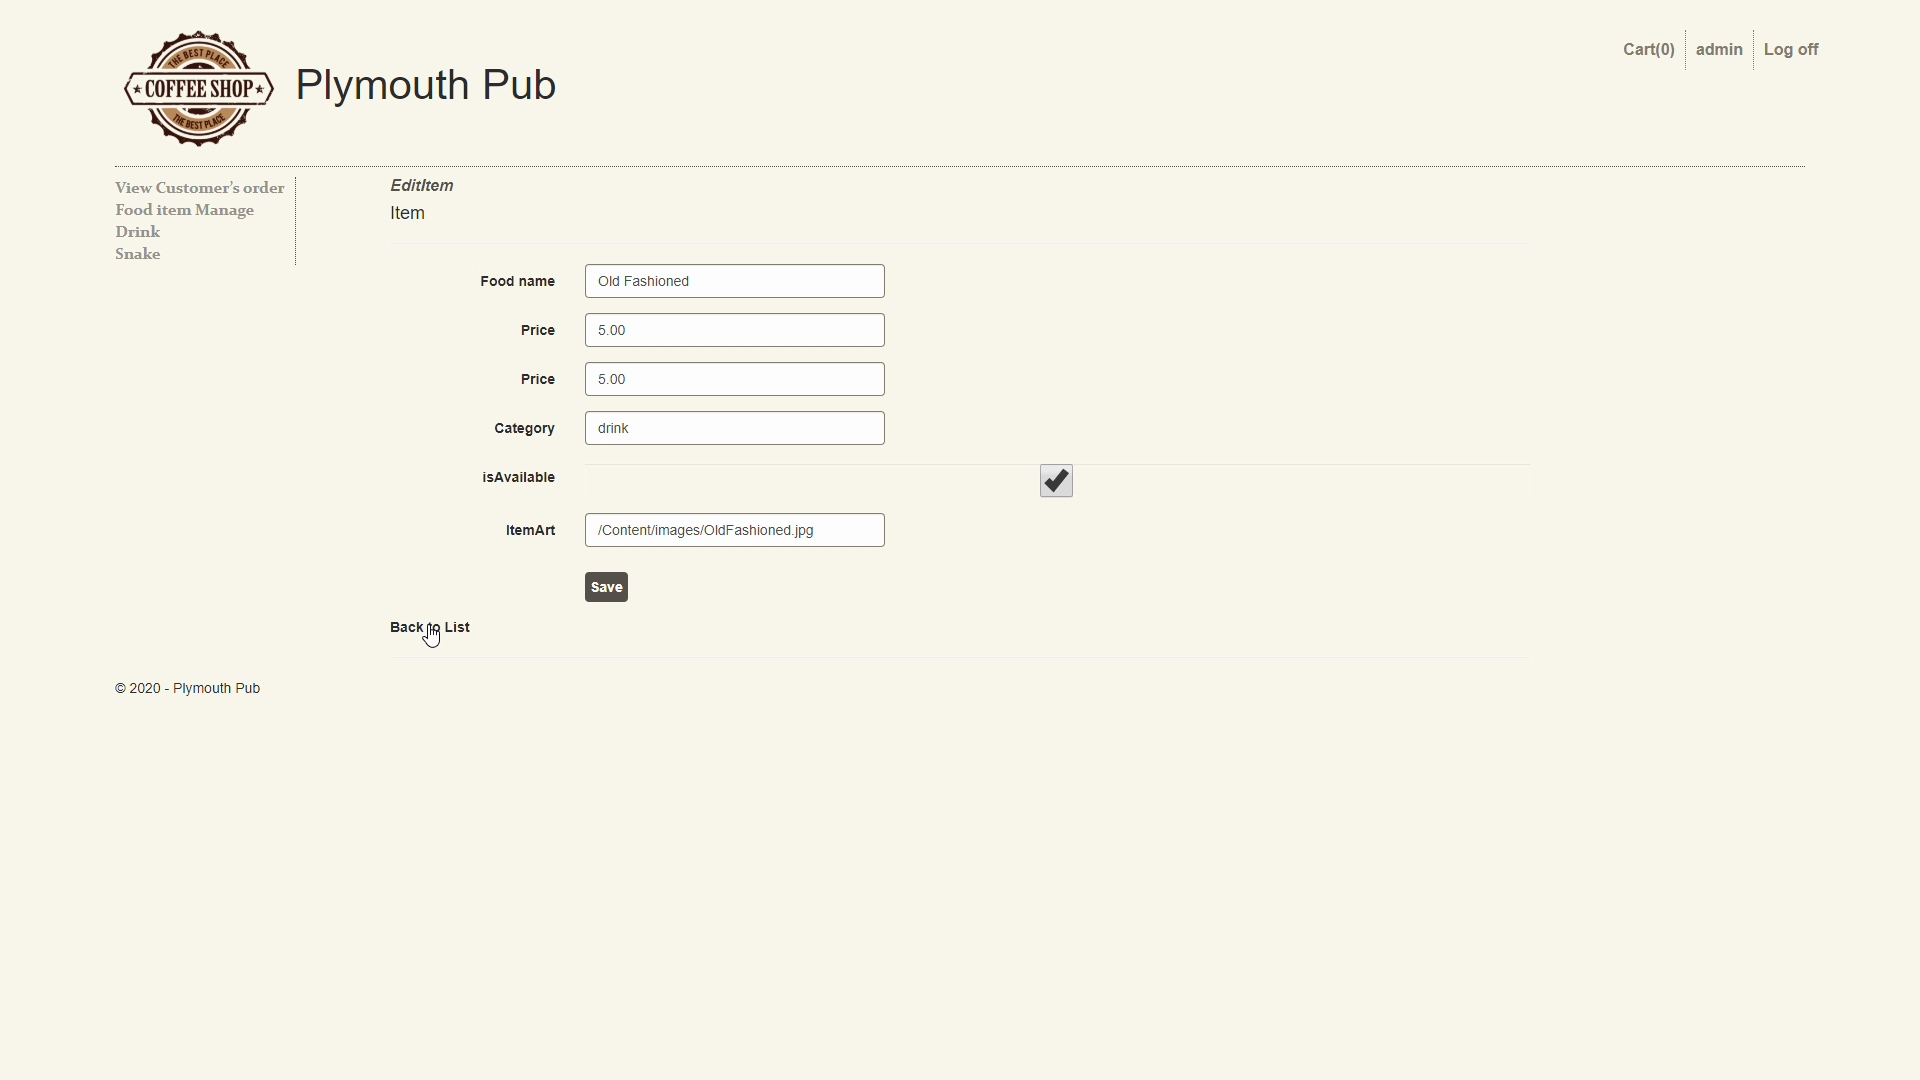 THE BEST PLACE
COFFEE SHOP
THE BEST PLACE
Plymouth Pub
Cart(0)
admin
Log off
View Customer's order
Food item Manage
Drink
Snake
EditItem
Item
Food name
Old Fashioned
Price
5.00
Price
5.00
Category
drink
isAvailable
ItemArt
/Content/images/OldFashioned.jpg
Save
Back to List
© 2020 - Plymouth Pub